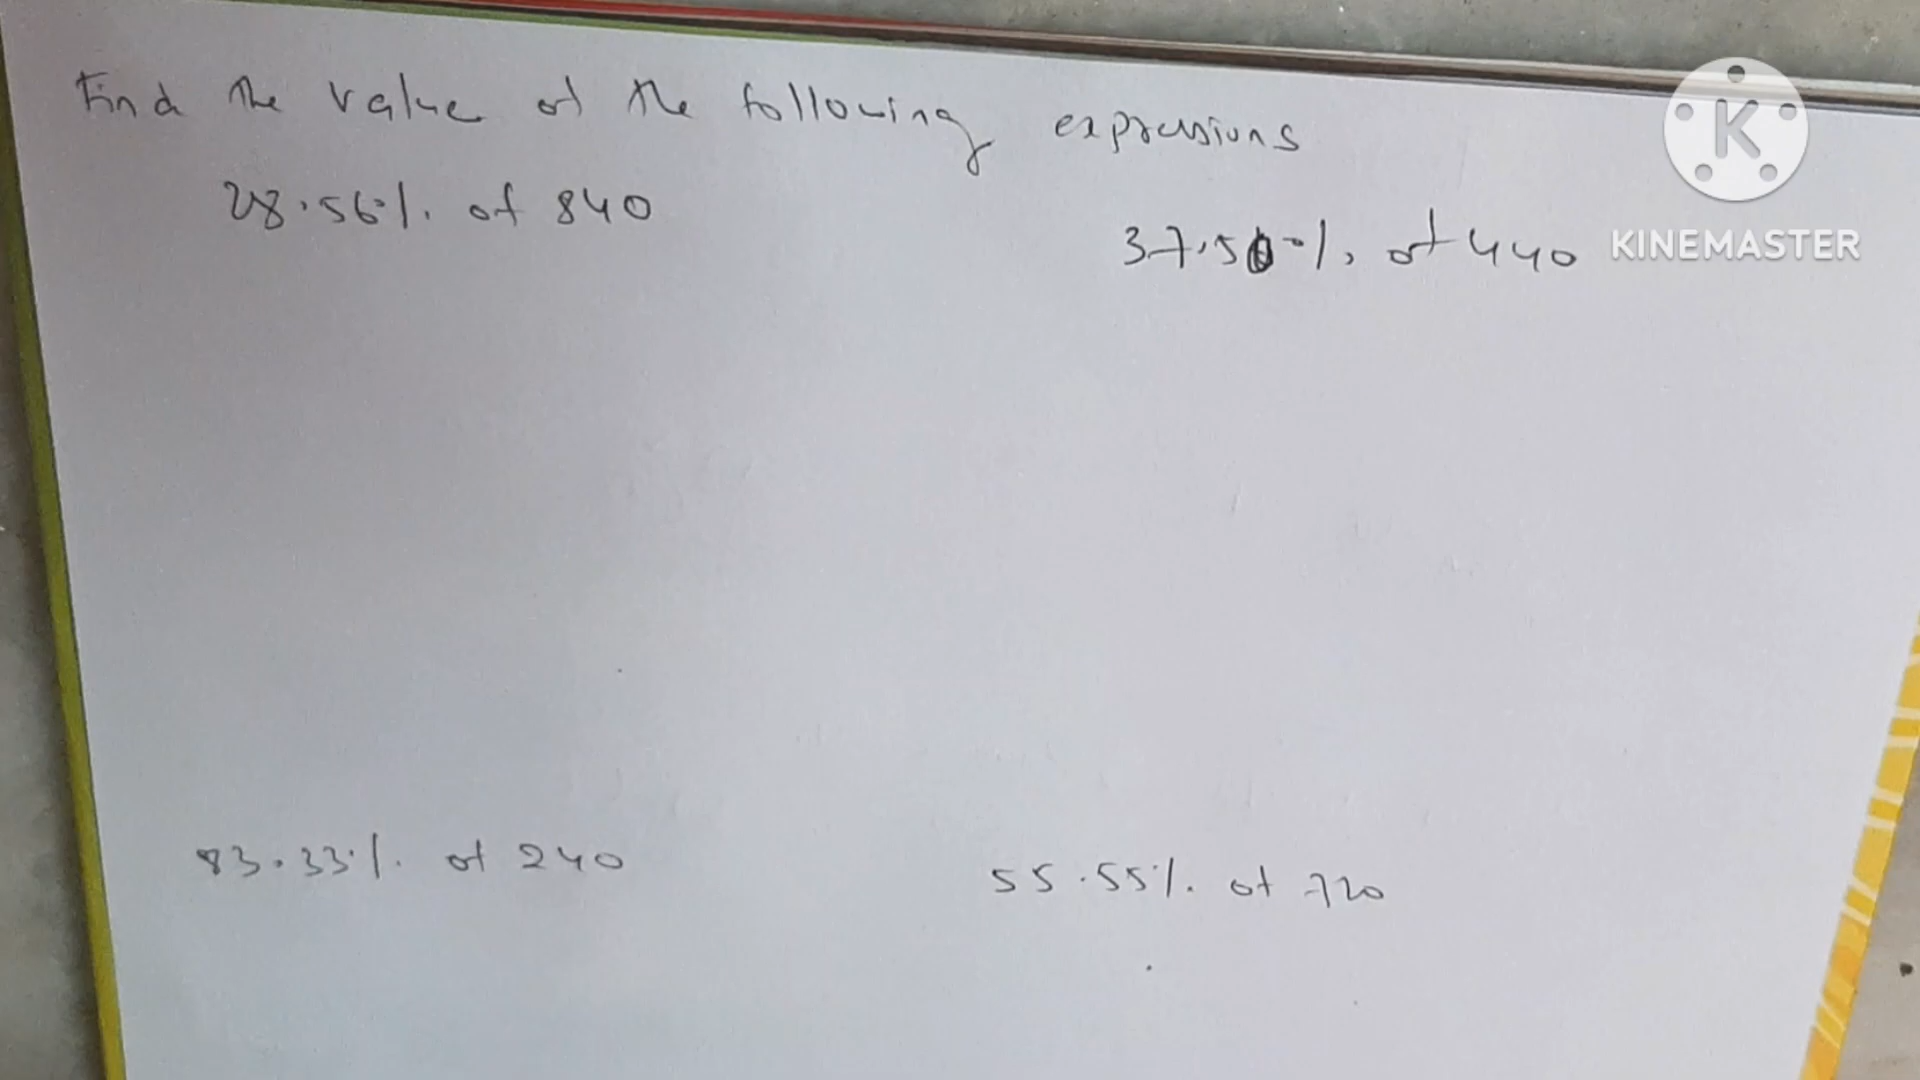 Find the value of the following expressions
28.56% of 840
37.50% of 440
KINEMASTER
83.33% of 240
55.55% of 720